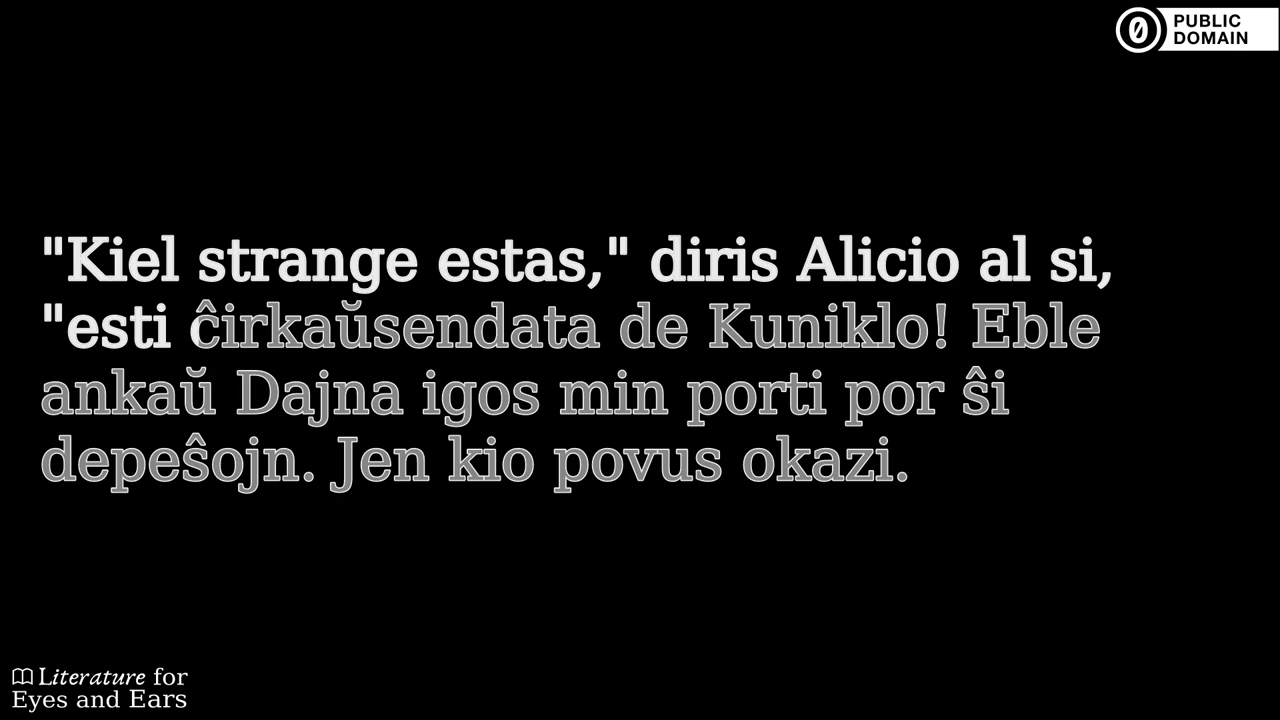 PUBLIC
DOMAIN
"Kiel strange estas," diris Alicio al si,
"esti ĉirkaŭsendata de Kuniklo! Eble
ankaŭ Dajna igos min porti por ŝi
depeŝojn. Jen kio povus okazi.
Literature for
Eyes and Ears